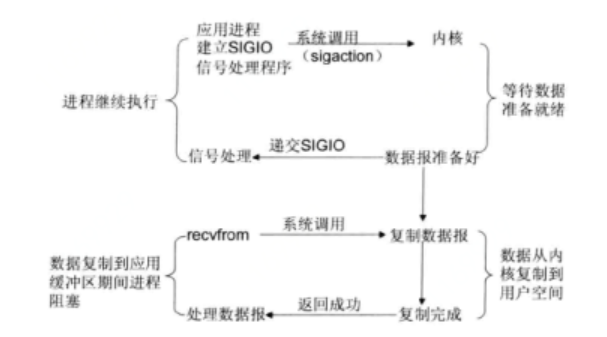 应用进程
建立SIGIO
信号处理程序
系统调用
（sigaction）
内核
进程继续执行
等待数据
准备就绪
信号处理
递交SIGIO
数据报准备好
recvfrom
系统调用
复制数据报
数据复制到应用
缓冲区期间进程
阻塞
数据从内
核复制到
用户空间
处理数据报
返回成功
复制完成